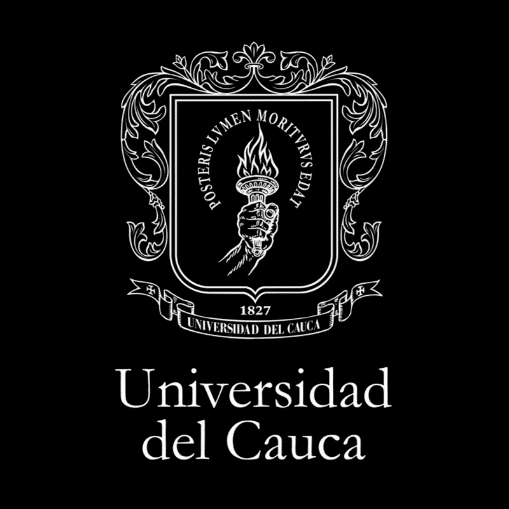 POSTERIS LVMEN MORITVRVS EDAT
1827
UNIVERSIDAD DEL CAUCA
Universidad
del Cauca